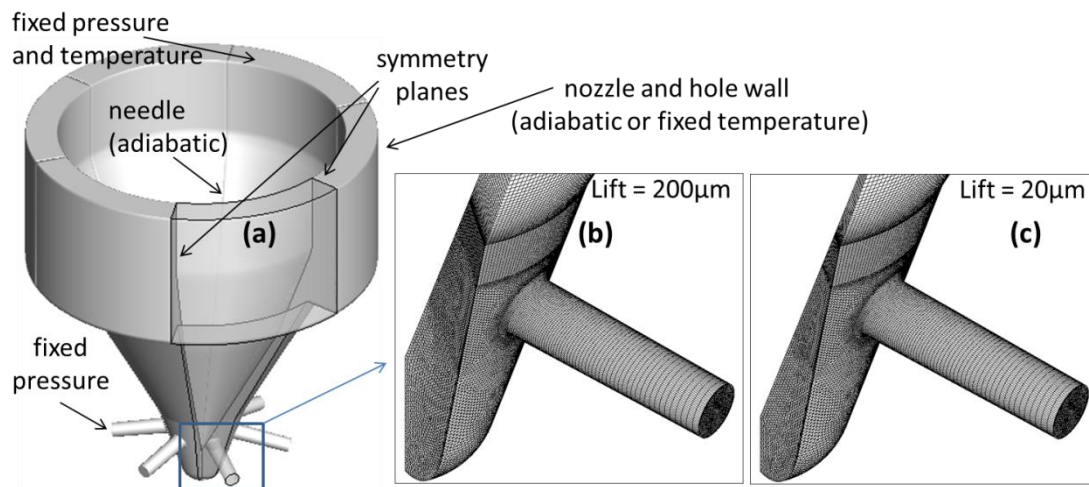 fixed pressure
and temperature
symmetry
planes
needle
(adiabatic)
nozzle and hole wall
(adiabatic or fixed temperature)
(a)
Lift = 200μm
(b)
Lift = 20μm
(c)
fixed
pressure